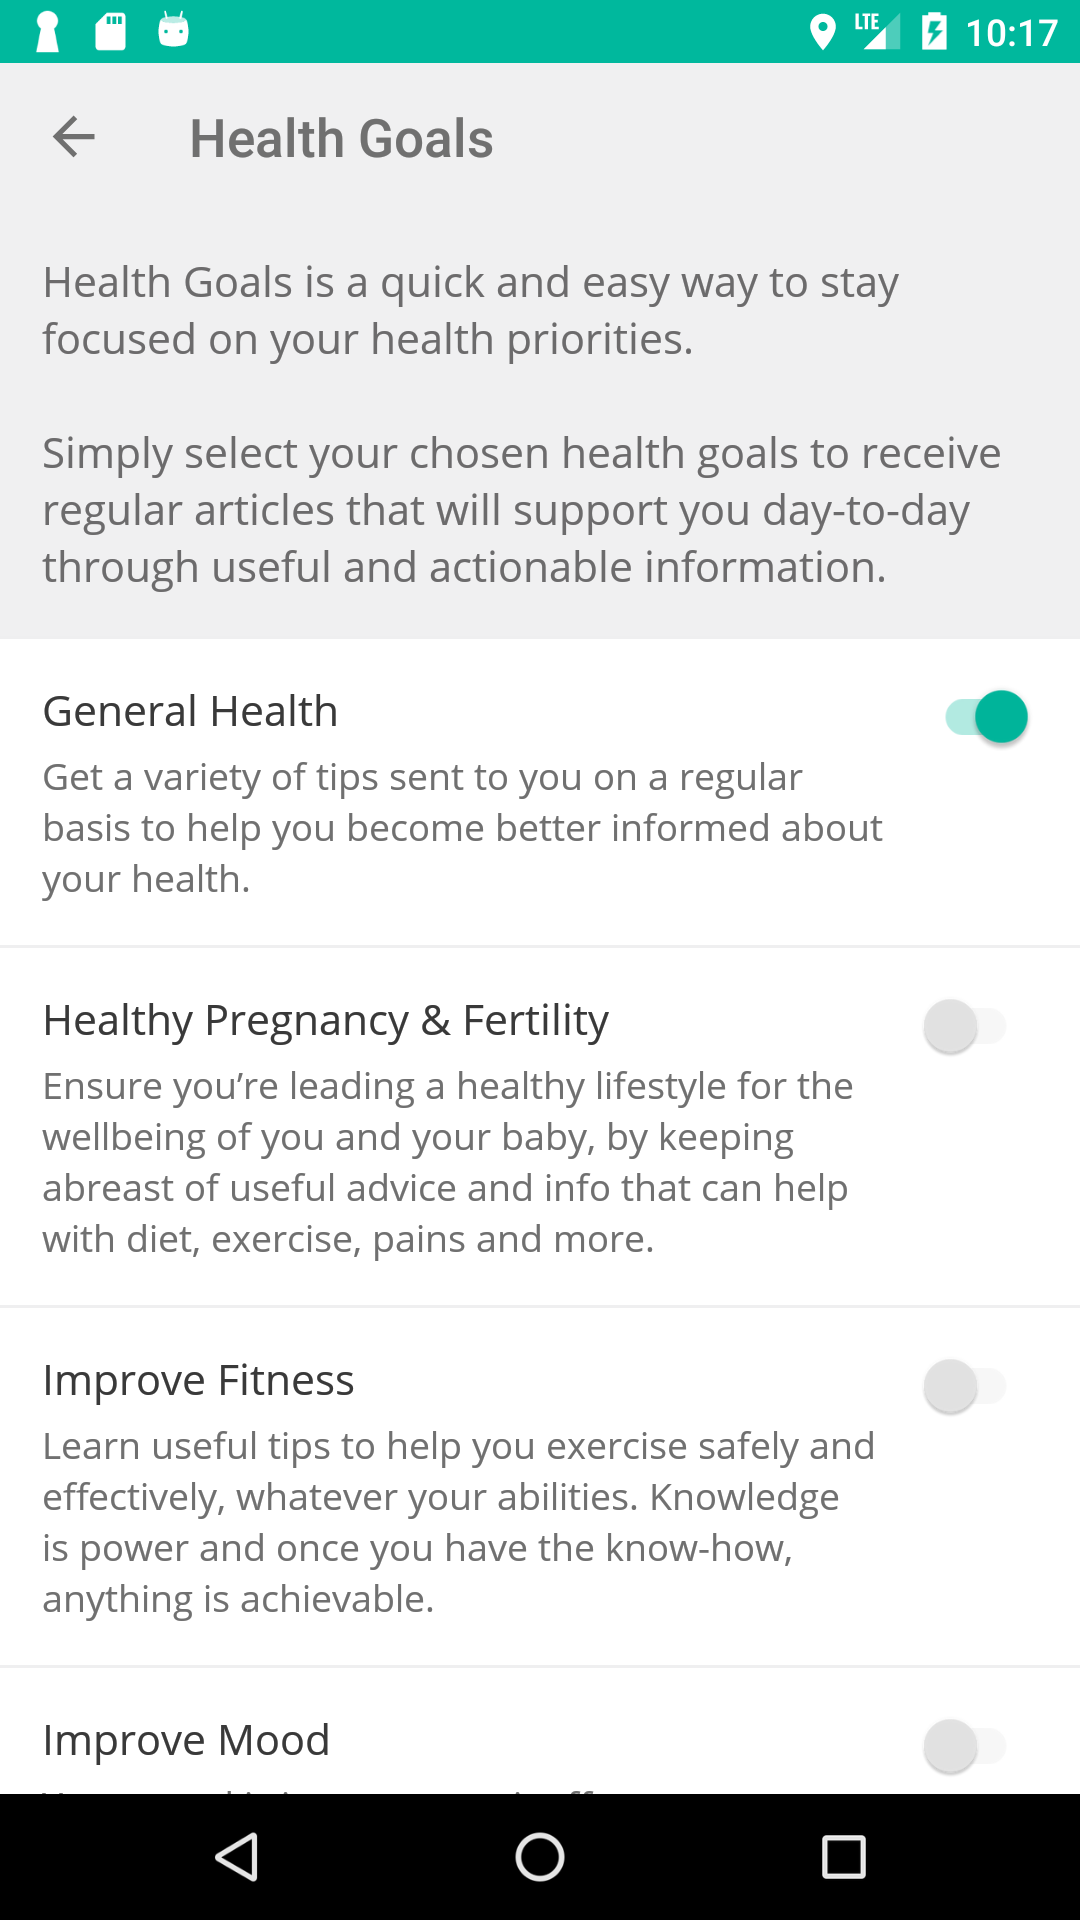 LTE 10:17
Health Goals
Health Goals is a quick and easy way to stay
focused on your health priorities.
Simply select your chosen health goals to receive
regular articles that will support you day-to-day
through useful and actionable information.
General Health
Get a variety of tips sent to you on a regular
basis to help you become better informed about
your health.
Healthy Pregnancy & Fertility
Ensure you’re leading a healthy lifestyle for the
wellbeing of you and your baby, by keeping
abreast of useful advice and info that can help
with diet, exercise, pains and more.
Improve Fitness
Learn useful tips to help you exercise safely and
effectively, whatever your abilities. Knowledge
is power and once you have the know-how,
anything is achievable.
Improve Mood